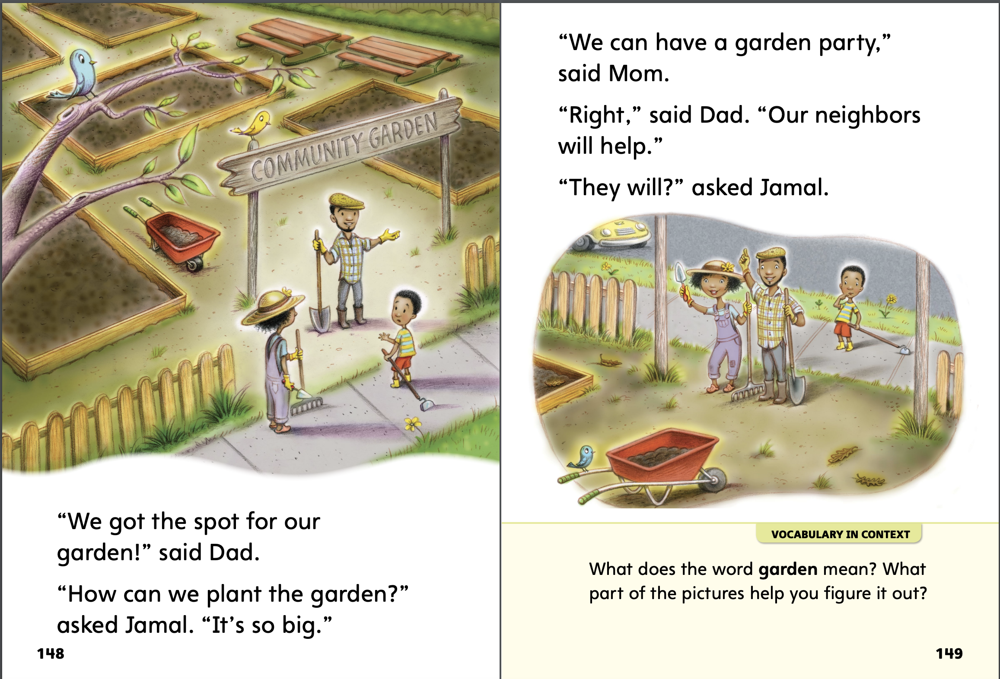 COMMUNITY GARDEN
“We got the spot for our
garden!” said Dad.
“How can we plant the garden?”
asked Jamal. “It’s so big.”
148
“We can have a garden party,”
said Mom.
“Right,” said Dad. “Our neighbors
will help.”
“They will?” asked Jamal.
VOCABULARY IN CONTEXT
What does the word garden mean? What
part of the pictures help you figure it out?
149